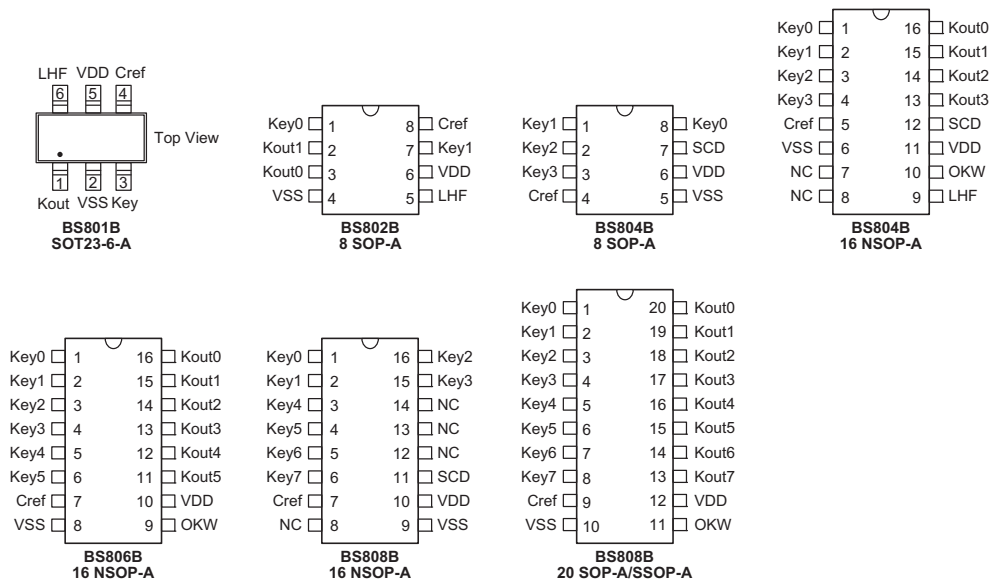 LHF VDD Cref
6 5 4
Top View
1 2 3
Kout VSS Key
BS801B
SOT23-6-A
Key0 1 8 Cref
Kout1 2 7 Key1
Kout0 3 6 VDD
VSS 4 5 LHF
BS802B
8 SOP-A
Key1 1 8 Key0
Key2 2 7 SCD
Key3 3 6 VDD
Cref 4 5 VSS
BS804B
8 SOP-A
Key0 1 16 Kout0
Key1 2 15 Kout1
Key2 3 14 Kout2
Key3 4 13 Kout3
Cref 5 12 SCD
VSS 6 11 VDD
NC 7 10 OKW
NC 8 9 LHF
BS804B
16 NSOP-A
Key0 1 16 Kout0
Key1 2 15 Kout1
Key2 3 14 Kout2
Key3 4 13 Kout3
Key4 5 12 Kout4
Key5 6 11 Kout5
Cref 7 10 VDD
VSS 8 9 OKW
BS806B
16 NSOP-A
Key0 1 16 Key2
Key1 2 15 Key3
Key4 3 14 NC
Key5 4 13 NC
Key6 5 12 NC
Key7 6 11 SCD
Cref 7 10 VDD
NC 8 9 VSS
BS808B
16 NSOP-A
Key0 1 20 Kout0
Key1 2 19 Kout1
Key2 3 18 Kout2
Key3 4 17 Kout3
Key4 5 16 Kout4
Key5 6 15 Kout5
Key6 7 14 Kout6
Key7 8 13 Kout7
Cref 9 12 VDD
VSS 10 11 OKW
BS808B
20 SOP-A/SSOP-A